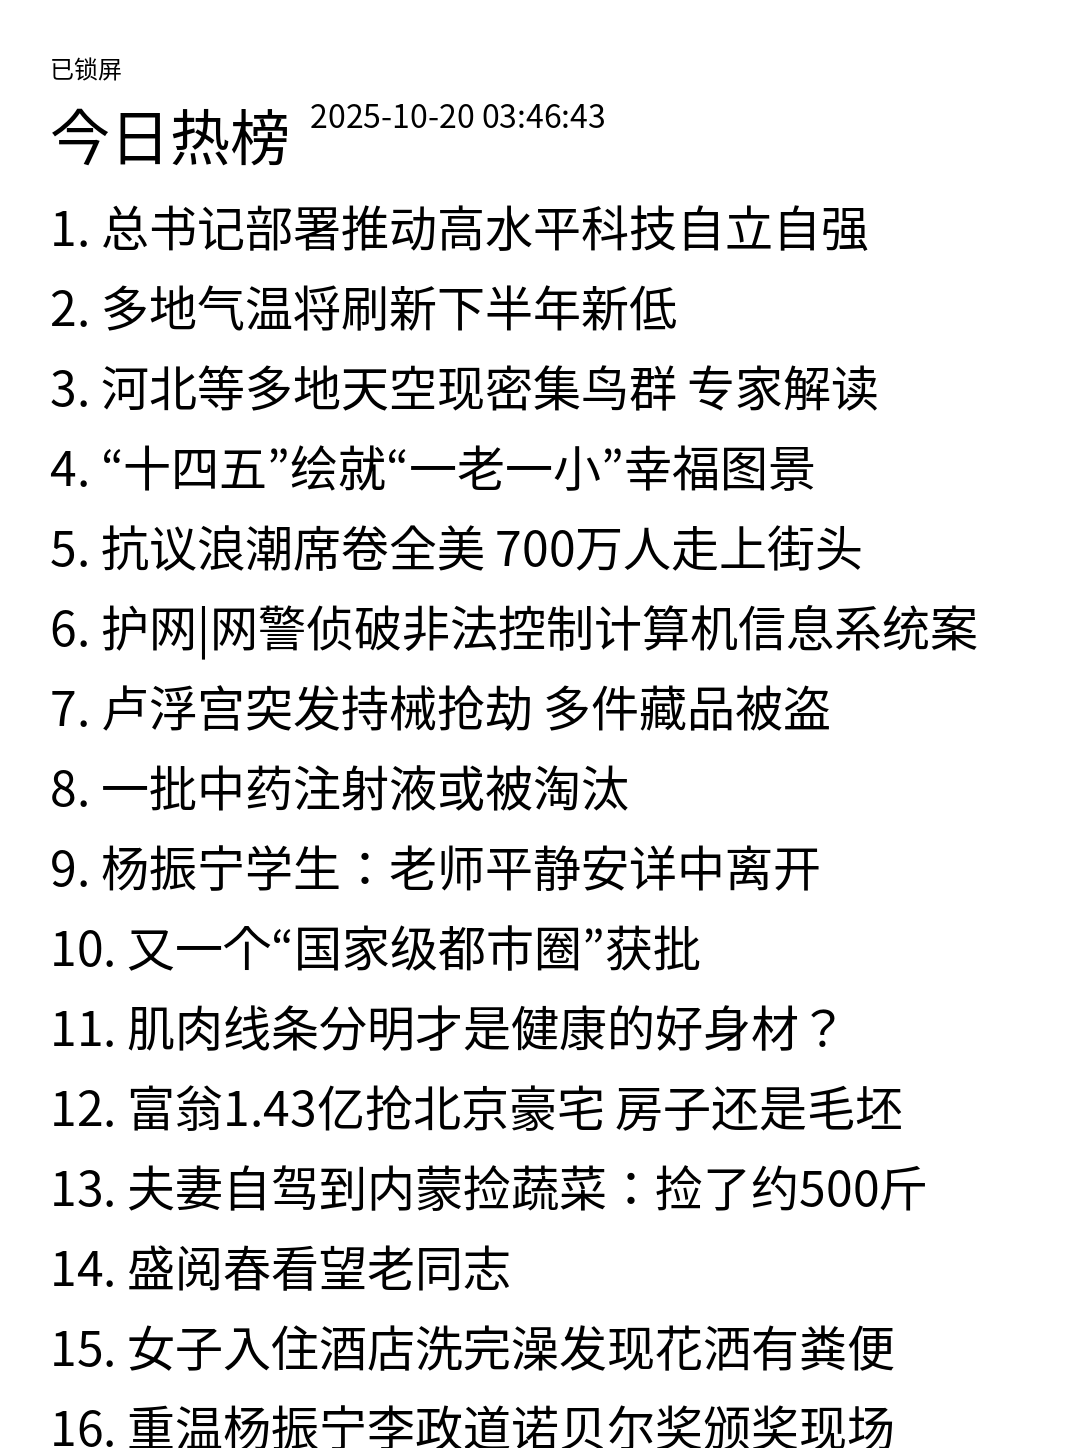 已锁屏
今日热榜 2025-10-20 03:46:43
1. 总书记部署推动高水平科技自立自强
2. 多地气温将刷新下半年新低
3. 河北等多地天空现密集鸟群 专家解读
4. “十四五”绘就“一老一小”幸福图景
5. 抗议浪潮席卷全美 700万人走上街头
6. 护网|网警侦破非法控制计算机信息系统案
7. 卢浮宫突发持械抢劫 多件藏品被盗
8. 一批中药注射液或被淘汰
9. 杨振宁学生：老师平静安详中离开
10. 又一个“国家级都市圈”获批
11. 肌肉线条分明才是健康的好身材？
12. 富翁1.43亿抢北京豪宅 房子还是毛坯
13. 夫妻自驾到内蒙捡蔬菜：捡了约500斤
14. 盛阅春看望老同志
15. 女子入住酒店洗完澡发现花洒有粪便
16. 重温杨振宁李政道诺贝尔奖颁奖现场